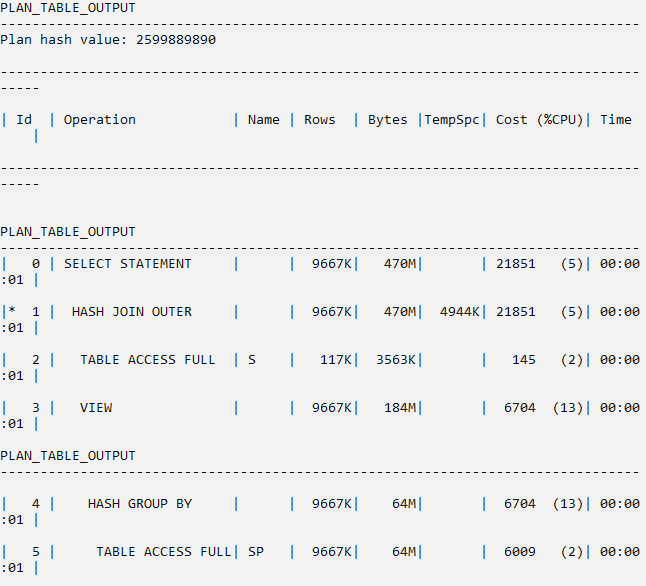 PLAN_TABLE_OUTPUT
--------------------------------------------------------------------------------
Plan hash value: 2599889890

--------------------------------------------------------------------------------
-----

| Id  | Operation             | Name | Rows  | Bytes |TempSpc| Cost (%CPU)| Time
    |

--------------------------------------------------------------------------------
-----


PLAN_TABLE_OUTPUT
--------------------------------------------------------------------------------
|   0 | SELECT STATEMENT     |      |  9667K|   470M|       | 21851   (5)| 00:00
:01 |

|*  1 |  HASH JOIN OUTER     |      |  9667K|   470M|  4944K| 21851   (5)| 00:00
:01 |

|   2 |   TABLE ACCESS FULL  | S    |   117K|  3563K|       |   145   (2)| 00:00
:01 |

|   3 |   VIEW               |      |  9667K|   184M|       |  6704  (13)| 00:00
:01 |

PLAN_TABLE_OUTPUT
--------------------------------------------------------------------------------

|   4 |    HASH GROUP BY     |      |  9667K|    64M|       |  6704  (13)| 00:00
:01 |

|   5 |     TABLE ACCESS FULL| SP   |  9667K|    64M|       |  6009   (2)| 00:00
:01 |